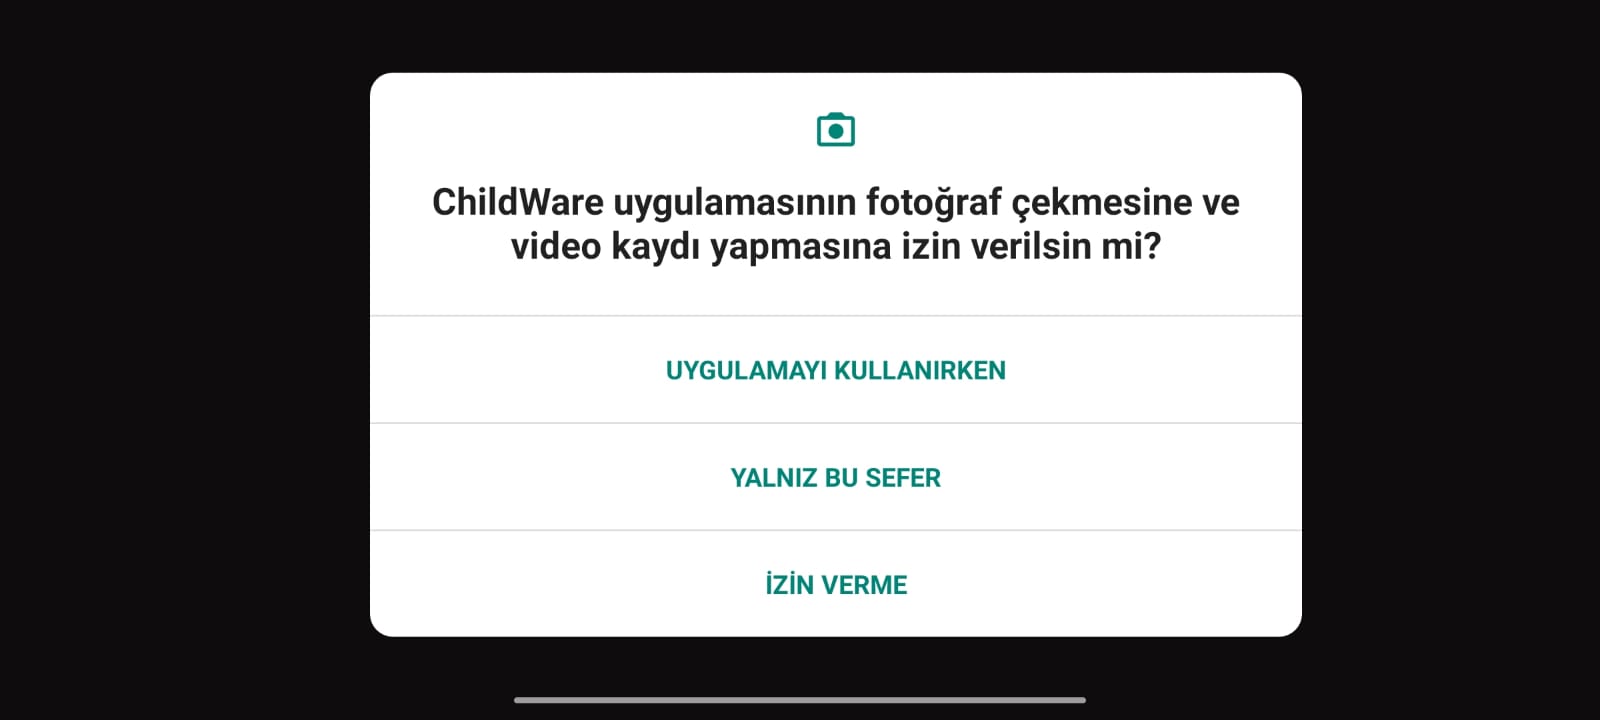 ChildWare uygulamasının fotoğraf çekmesine ve
video kaydı yapmasına izin verilsin mi?
UYGULAMAYI KULLANIRKEN
YALNIZ BU SEFER
İZİN VERME